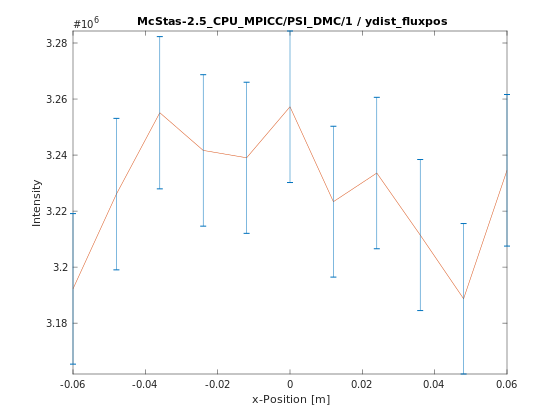 McStas-2.5_CPU_MPICC/PSI_DMC/1 / ydist_fluxpos
#10^6
3.28
3.26
3.24
3.22
3.2
3.18
Intensity
-0.06 -0.04 -0.02 0 0.02 0.04 0.06
x-Position [m]